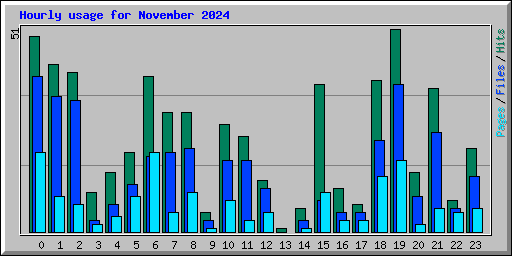 Hourly usage for November 2024
51
Pages/Files/Hits
0 1 2 3 4 5 6 7 8 9 10 11 12 13 14 15 16 17 18 19 20 21 22 23